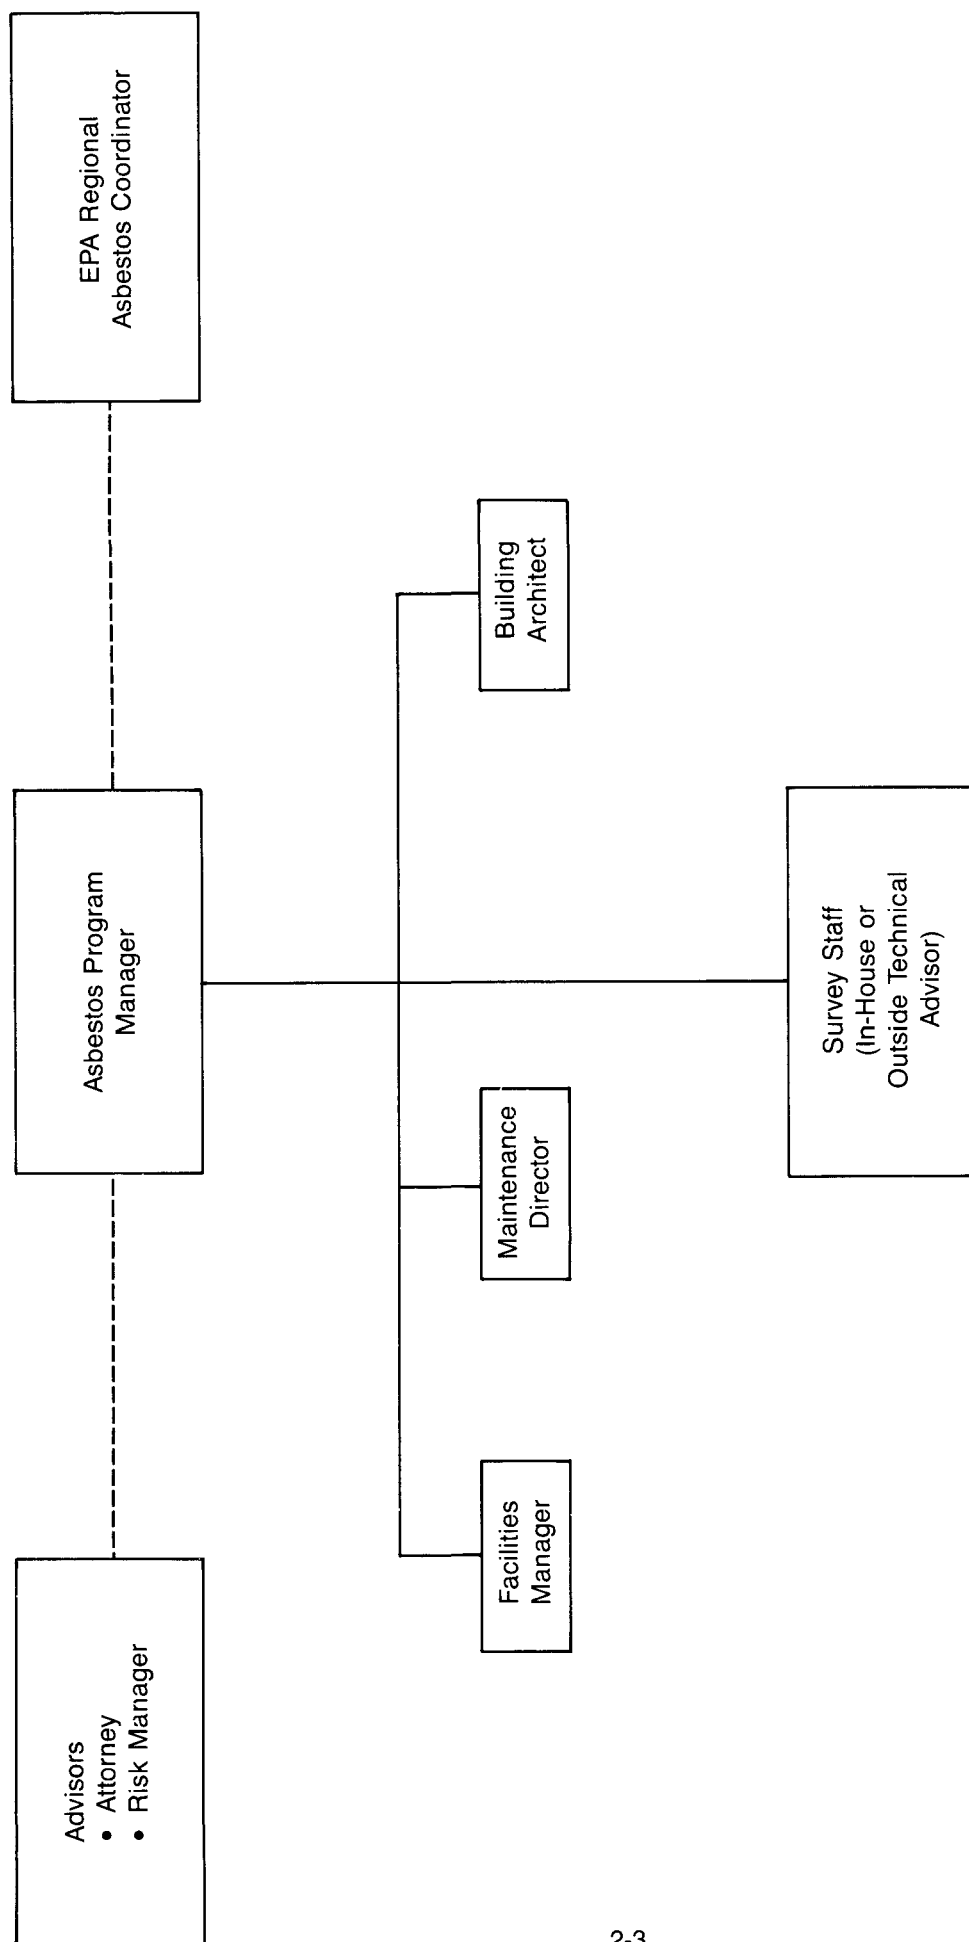 Advisors
• Attorney
• Risk Manager
Asbestos Program
Manager
EPA Regional
Asbestos Coordinator
Facilities
Manager
Maintenance
Director
Building
Architect
Survey Staff
(In-House or
Outside Technical
Advisor)
2-3